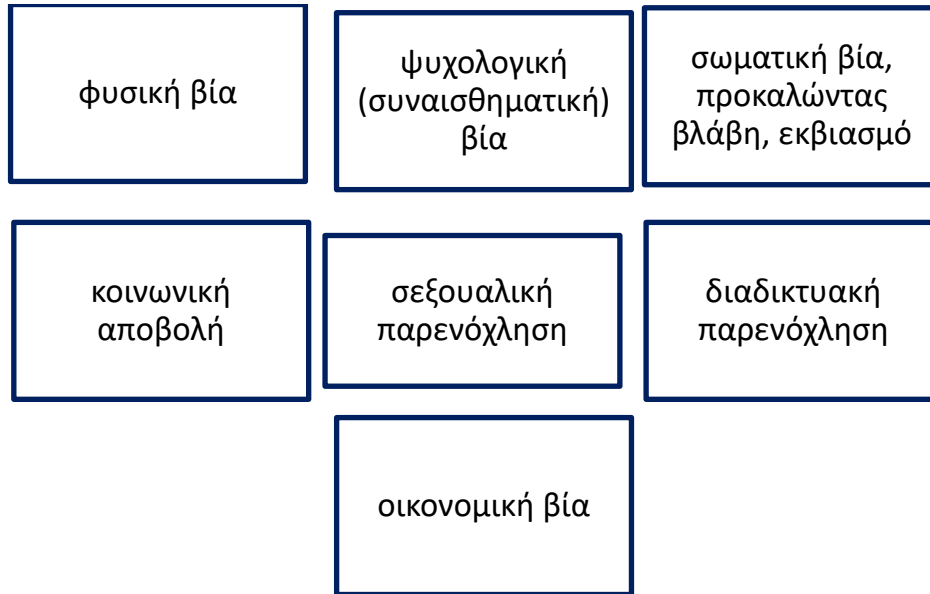 φυσική βία
ψυχολογική
(συναισθηματική)
βία
σωματική βία,
προκαλώντας
βλάβη, εκβιασμό
κοινωνική
αποβολή
σεξουαλική
παρενόχληση
διαδικτυακή
παρενόχληση
οικονομική βία